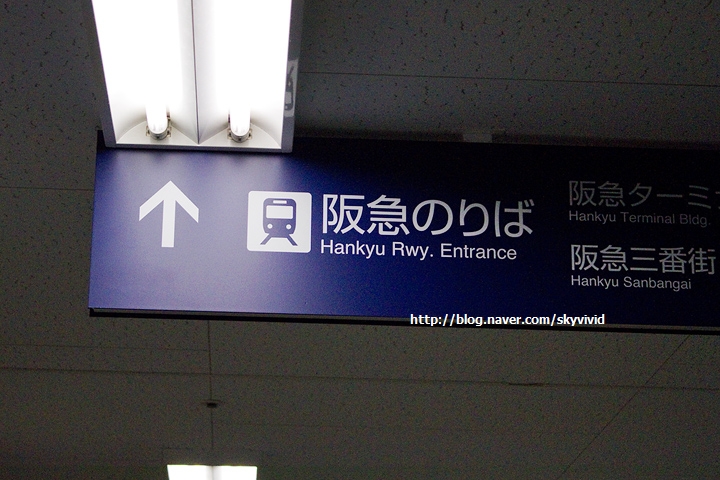 阪急のりば
Hankyu Rwy. Entrance
阪急ターミ
Hankyu Terminal Bldg.
阪急三番街
Hankyu Sanbangai
http://blog.naver.com/skyvivid